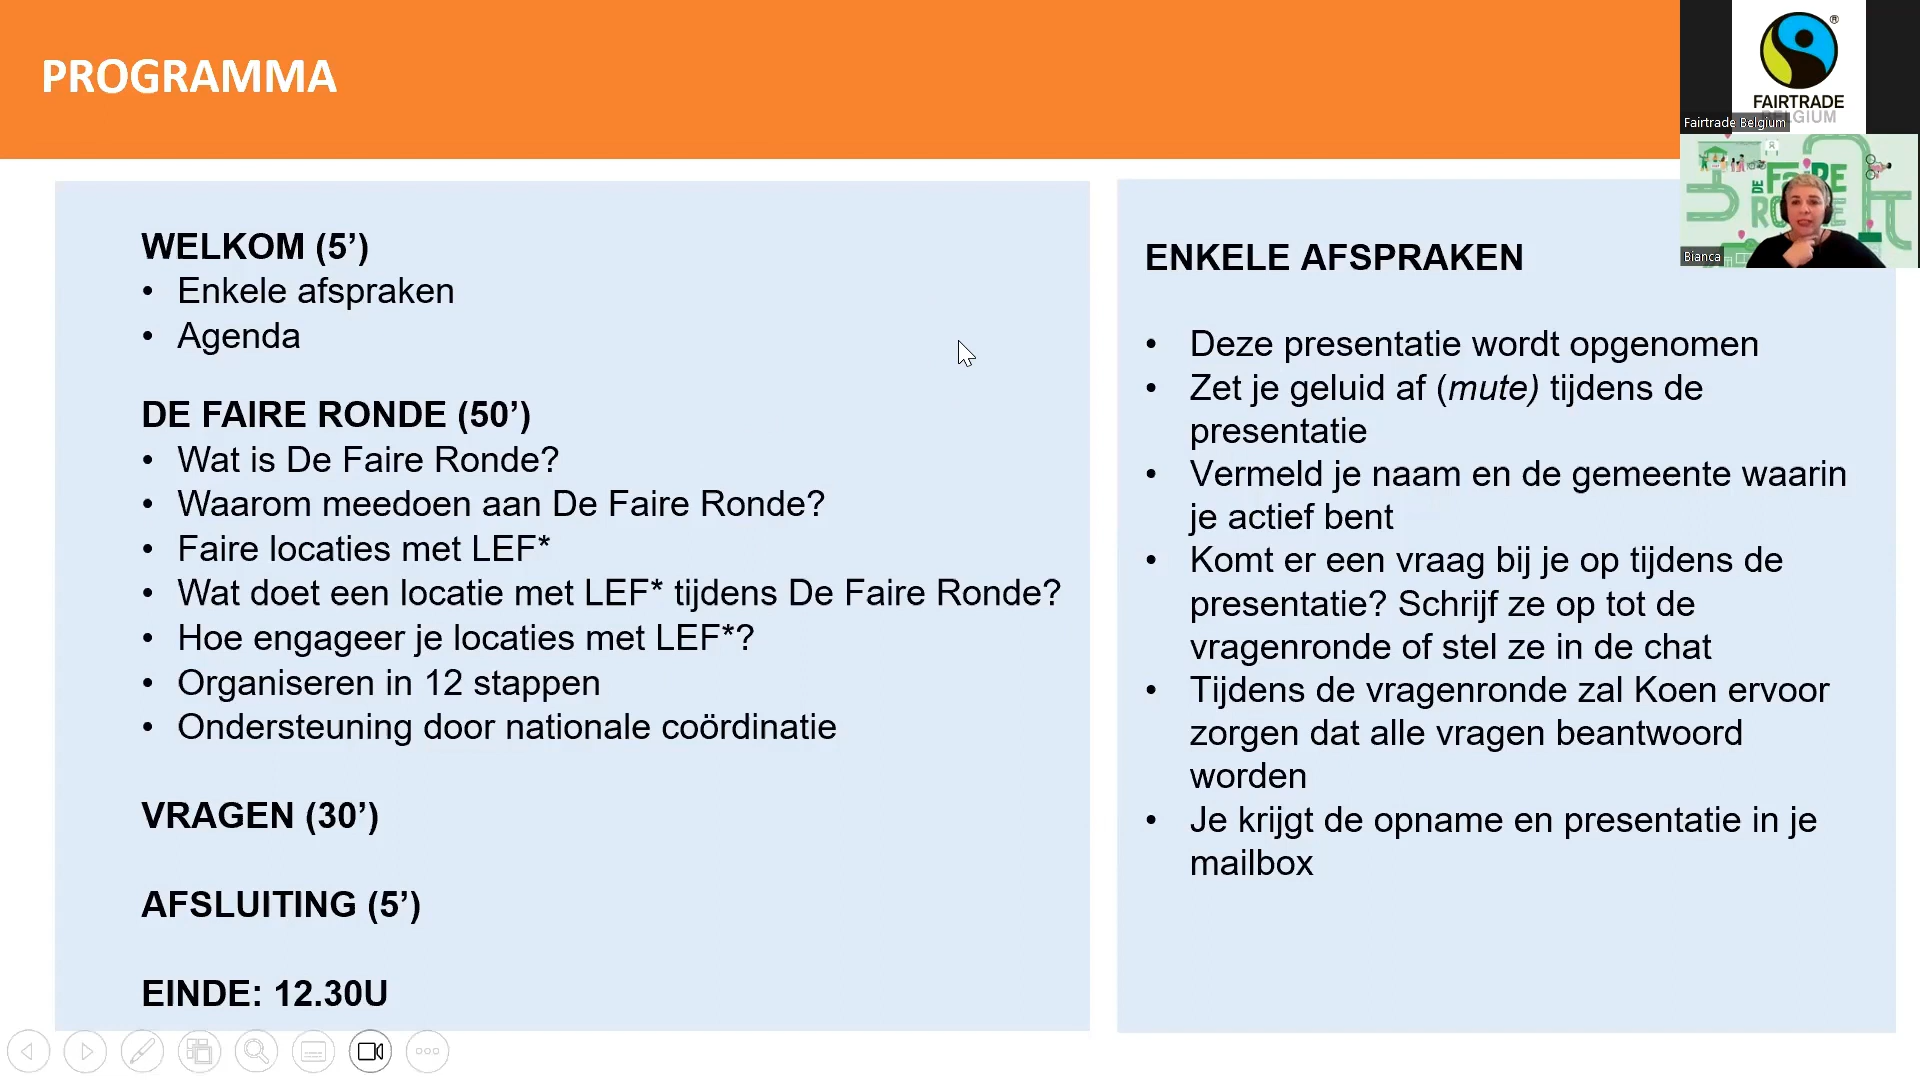 PROGRAMMA
WELKOM (5’)
• Enkele afspraken
• Agenda
DE FAIRE RONDE (50’)
• Wat is De Faire Ronde?
• Waarom meedoen aan De Faire Ronde?
• Faire locaties met LEF*
• Wat doet een locatie met LEF* tijdens De Faire Ronde?
• Hoe engageer je locaties met LEF*?
• Organiseren in 12 stappen
• Ondersteuning door nationale coördinatie
VRAGEN (30’)
AFSLUITING (5’)
EINDE: 12.30U
ENKELE AFSPRAKEN
• Deze presentatie wordt opgenomen
• Zet je geluid af (mute) tijdens de
presentatie
• Vermeld je naam en de gemeente waarin
je actief bent
• Komt er een vraag bij je op tijdens de
presentatie? Schrijf ze op tot de
vragenronde of stel ze in de chat
• Tijdens de vragenronde zal Koen ervoor
zorgen dat alle vragen beantwoord
worden
• Je krijgt de opname en presentatie in je
mailbox
®
FAIRTRADE
BELGIUM
Fairtrade Belgium
DE FAIRE
Bianca